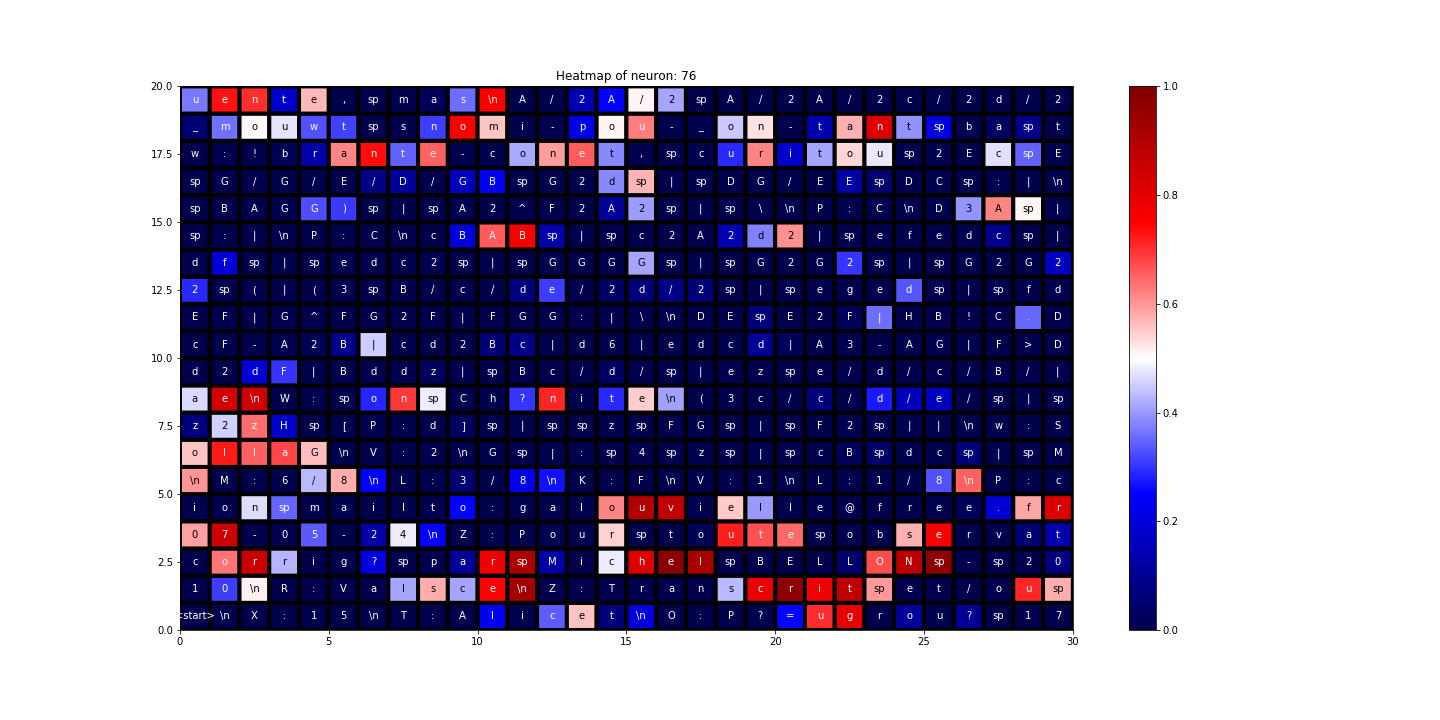 Heatmap of neuron: 76
20.0 u e n t e , sp m a s \n A / 2 A / 2 sp A / 2 A / 2 c / 2 d / 2 1.0
_ m o u w t sp s n o m i - p o u - _ o n - t a n t sp b a sp t
17.5 w : ! b r a n t e - c o n e t , sp c u r i t o u sp 2 E c sp E
sp G / G / E / D / G B sp G 2 d sp | sp D G / E E sp D C sp : | \n
15.0 sp B A G G ) sp | sp A 2 ^ F 2 A 2 sp | sp \ \n P : C \n D 3 A sp | 0.8
sp : | \n P : C \n c B A B sp | sp c 2 A 2 d 2 | sp e f e d c sp |
d f sp | sp e d c 2 sp | sp G G G G sp | sp G 2 G 2 sp | sp G 2 G 2
12.5 2 sp ( | ( 3 sp B / c / d e / 2 d / 2 sp | sp e g e d sp | sp f d 0.6
E F | G ^ F G 2 F | F G G : | \ \n D E sp E 2 F | H B ! C . D
10.0 c F - A 2 B | c d 2 B c | d 6 | e d c d | A 3 - A G | F > D
d 2 d F | B d d z | sp B c / d / sp | e z sp e / d / c / B / |
a e \n W : sp o n sp C h ? n i t e \n ( 3 c / c / d / e / sp | sp 0.4
7.5 z 2 z H sp [ P : d ] sp | sp sp z sp F G sp | sp F 2 sp | | \n w : S
o l l a G \n V : 2 \n G sp | : sp 4 sp z sp | sp c B sp d c sp | sp M
5.0 \n M : 6 / 8 \n L : 3 / 8 \n K : F \n V : 1 \n L : 1 / 8 \n P : c
i o n sp m a i l t o : g a l o u v i e l l e @ f r e e . f r 0.2
0 7 - 0 5 - 2 4 \n Z : P o u r sp t o u t e sp o b s e r v a t
2.5 c o r r i g ? sp p a r sp M i c h e l sp B E L L O N sp - sp 2 0
1 0 \n R : V a l s c e \n Z : T r a n s c r i t sp e t / o u sp
0.0 <start> \n X : 1 5 \n T : A l i c e t \n O : P ? = u g r o u ? sp 1 7 0.0
0 5 10 15 20 25 30